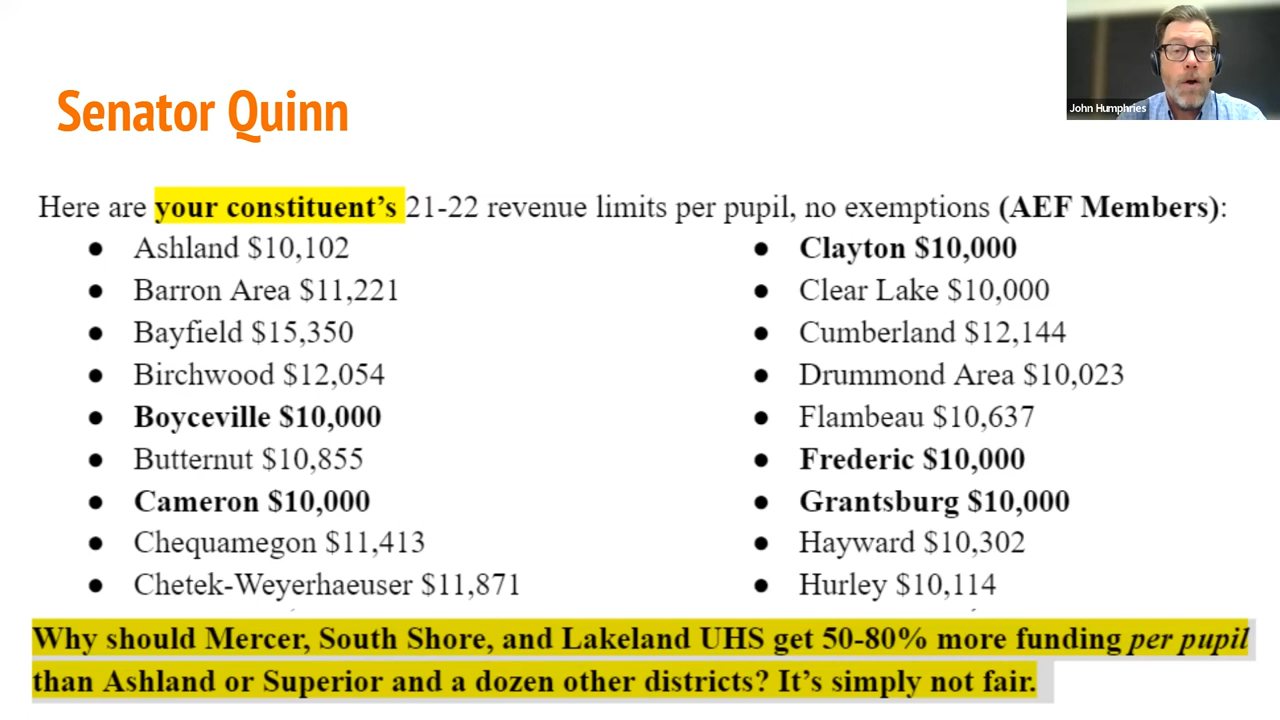 John Humphries
Senator Quinn
Here are your constituent's 21-22 revenue limits per pupil, no exemptions (AEF Members):
● Ashland $10,102
● Barron Area $11,221
● Bayfield $15,350
● Birchwood $12,054
● Boyceville $10,000
● Butternut $10,855
● Cameron $10,000
● Chequamegon $11,413
● Chetek-Weyerhaeuser $11,871
● Clayton $10,000
● Clear Lake $10,000
● Cumberland $12,144
● Drummond Area $10,023
● Flambeau $10,637
● Frederic $10,000
● Grantsburg $10,000
● Hayward $10,302
● Hurley $10,114
Why should Mercer, South Shore, and Lakeland UHS get 50-80% more funding per pupil
than Ashland or Superior and a dozen other districts? It's simply not fair.